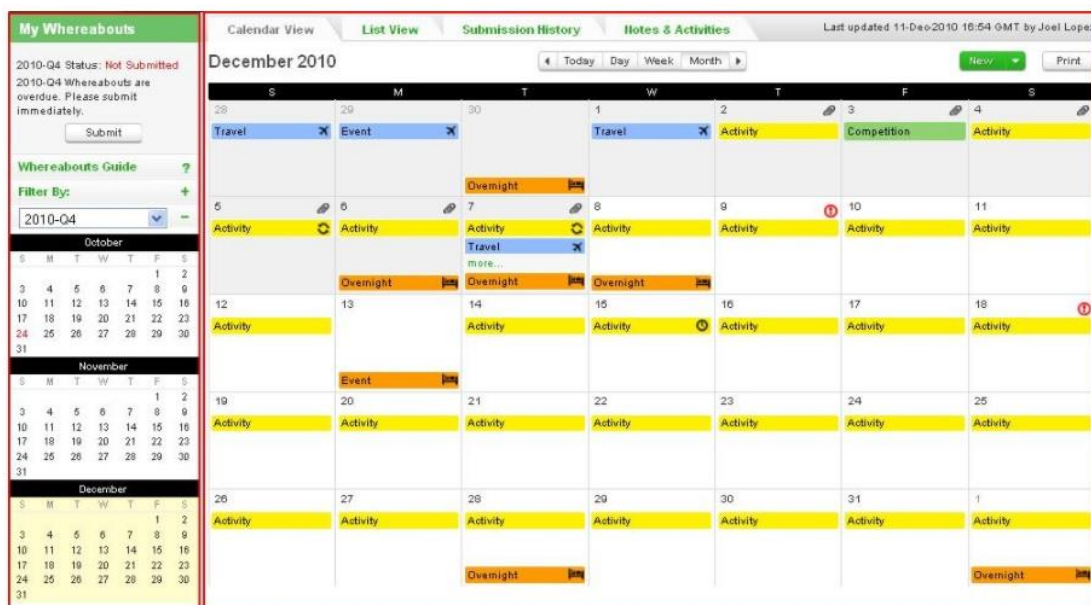 My Whereabouts
2010-Q4 Status: Not Submitted
2010-Q4 Whereabouts are
overdue. Please submit
immediately.
Submit
Whereabouts Guide ?
Filter By: +
2010-Q4 -
October
S M T W T F S
1 2
3 4 5 6 7 8 9
10 11 12 13 14 15 16
17 18 19 20 21 22 23
24 25 26 27 28 29 30
31
November
S M T W T F S
1 2
3 4 5 6 7 8 9
10 11 12 13 14 15 16
17 18 19 20 21 22 23
24 25 26 27 28 29 30
31
December
S M T W T F S
1 2
3 4 5 6 7 8 9
10 11 12 13 14 15 16
17 18 19 20 21 22 23
24 25 26 27 28 29 30
31
Calendar View List View Submission History Notes & Activities Last updated 11-Dec-2010 16:54 GMT by Joel Lopez
December 2010 Today Day Week Month New Print
S M T W T F S
28 29 30 1 2 3 4
Travel Event Travel Activity Competition Activity
Overnight
5 6 7 8 9 10 11
Activity Activity Activity Activity Activity Activity Activity
Travel
more...
Overnight Overnight Overnight
12 13 14 15 16 17 18
Activity Activity Activity Activity Activity Activity
Event
19 20 21 22 23 24 25
Activity Activity Activity Activity Activity Activity Activity
26 27 28 29 30 31 1
Activity Activity Activity Activity Activity Activity Activity
Overnight Overnight